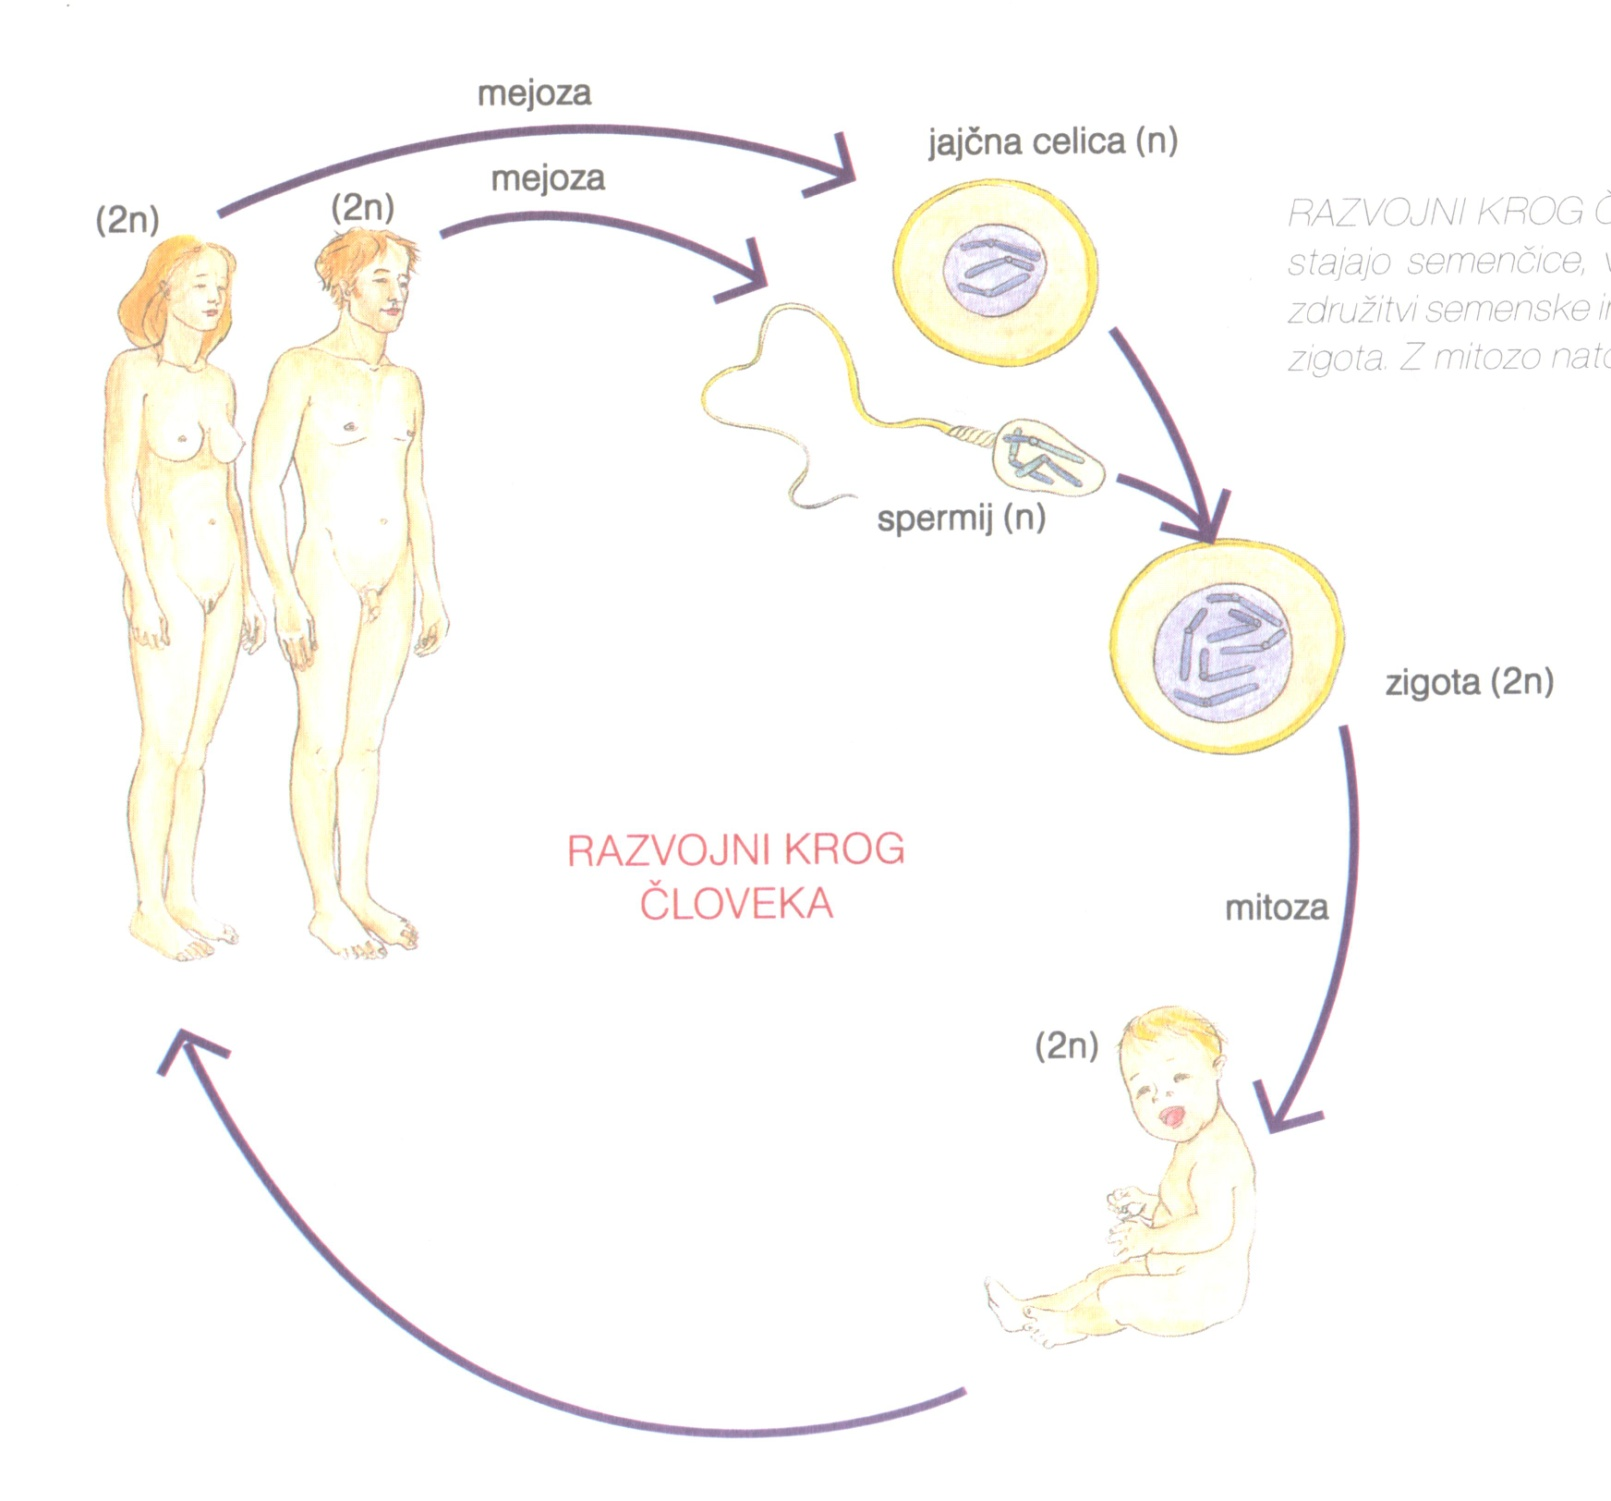 mejoza
jajčna celica (n)
mejoza
(2n)
(2n)
RAZVOJNI KROG
stajajo semenčice,
združitvi semenske
zigota. Z mitozo
spermij (n)
zigota (2n)
RAZVOJNI KROG
ČLOVEKA
mitoza
(2n)